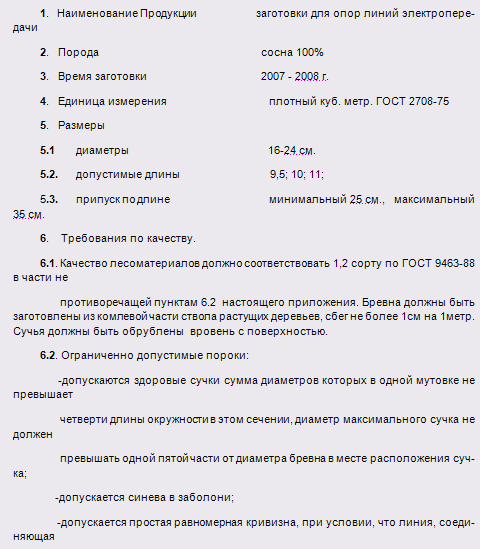 1. Наименование Продукции заготовки для опор линий электропере-
дачи
2. Порода сосна 100%
3. Время заготовки 2007 - 2008 г.
4. Единица измерения плотный куб. метр. ГОСТ 2708-75
5. Размеры
5.1 диаметры 16-24 см.
5.2. допустимые длины 9,5; 10; 11;
5.3. припуск по длине минимальный 25 см., максимальный
35 см.
6. Требования по качеству.
6.1. Качество лесоматериалов должно соответствовать 1,2 сорту по ГОСТ 9463-88
в части не
противоречащей пунктам 6.2 настоящего приложения. Бревна должны быть
заготовлены из комлевой части ствола растущих деревьев, сбег не более 1см на 1метр.
Сучья должны быть обрублены вровень с поверхностью.
6.2. Ограниченно допустимые пороки:
-допускаются здоровые сучки сумма диаметров которых в одной мутовке не
превышает
четверти длины окружности в этом сечении, диаметр максимального сучка не
должен
превышать одной пятой части от диаметра бревна в месте расположения суч-
ка;
-допускается синева в заболони;
-допускается простая равномерная кривизна, при условии, что линия, соеди-
няющая